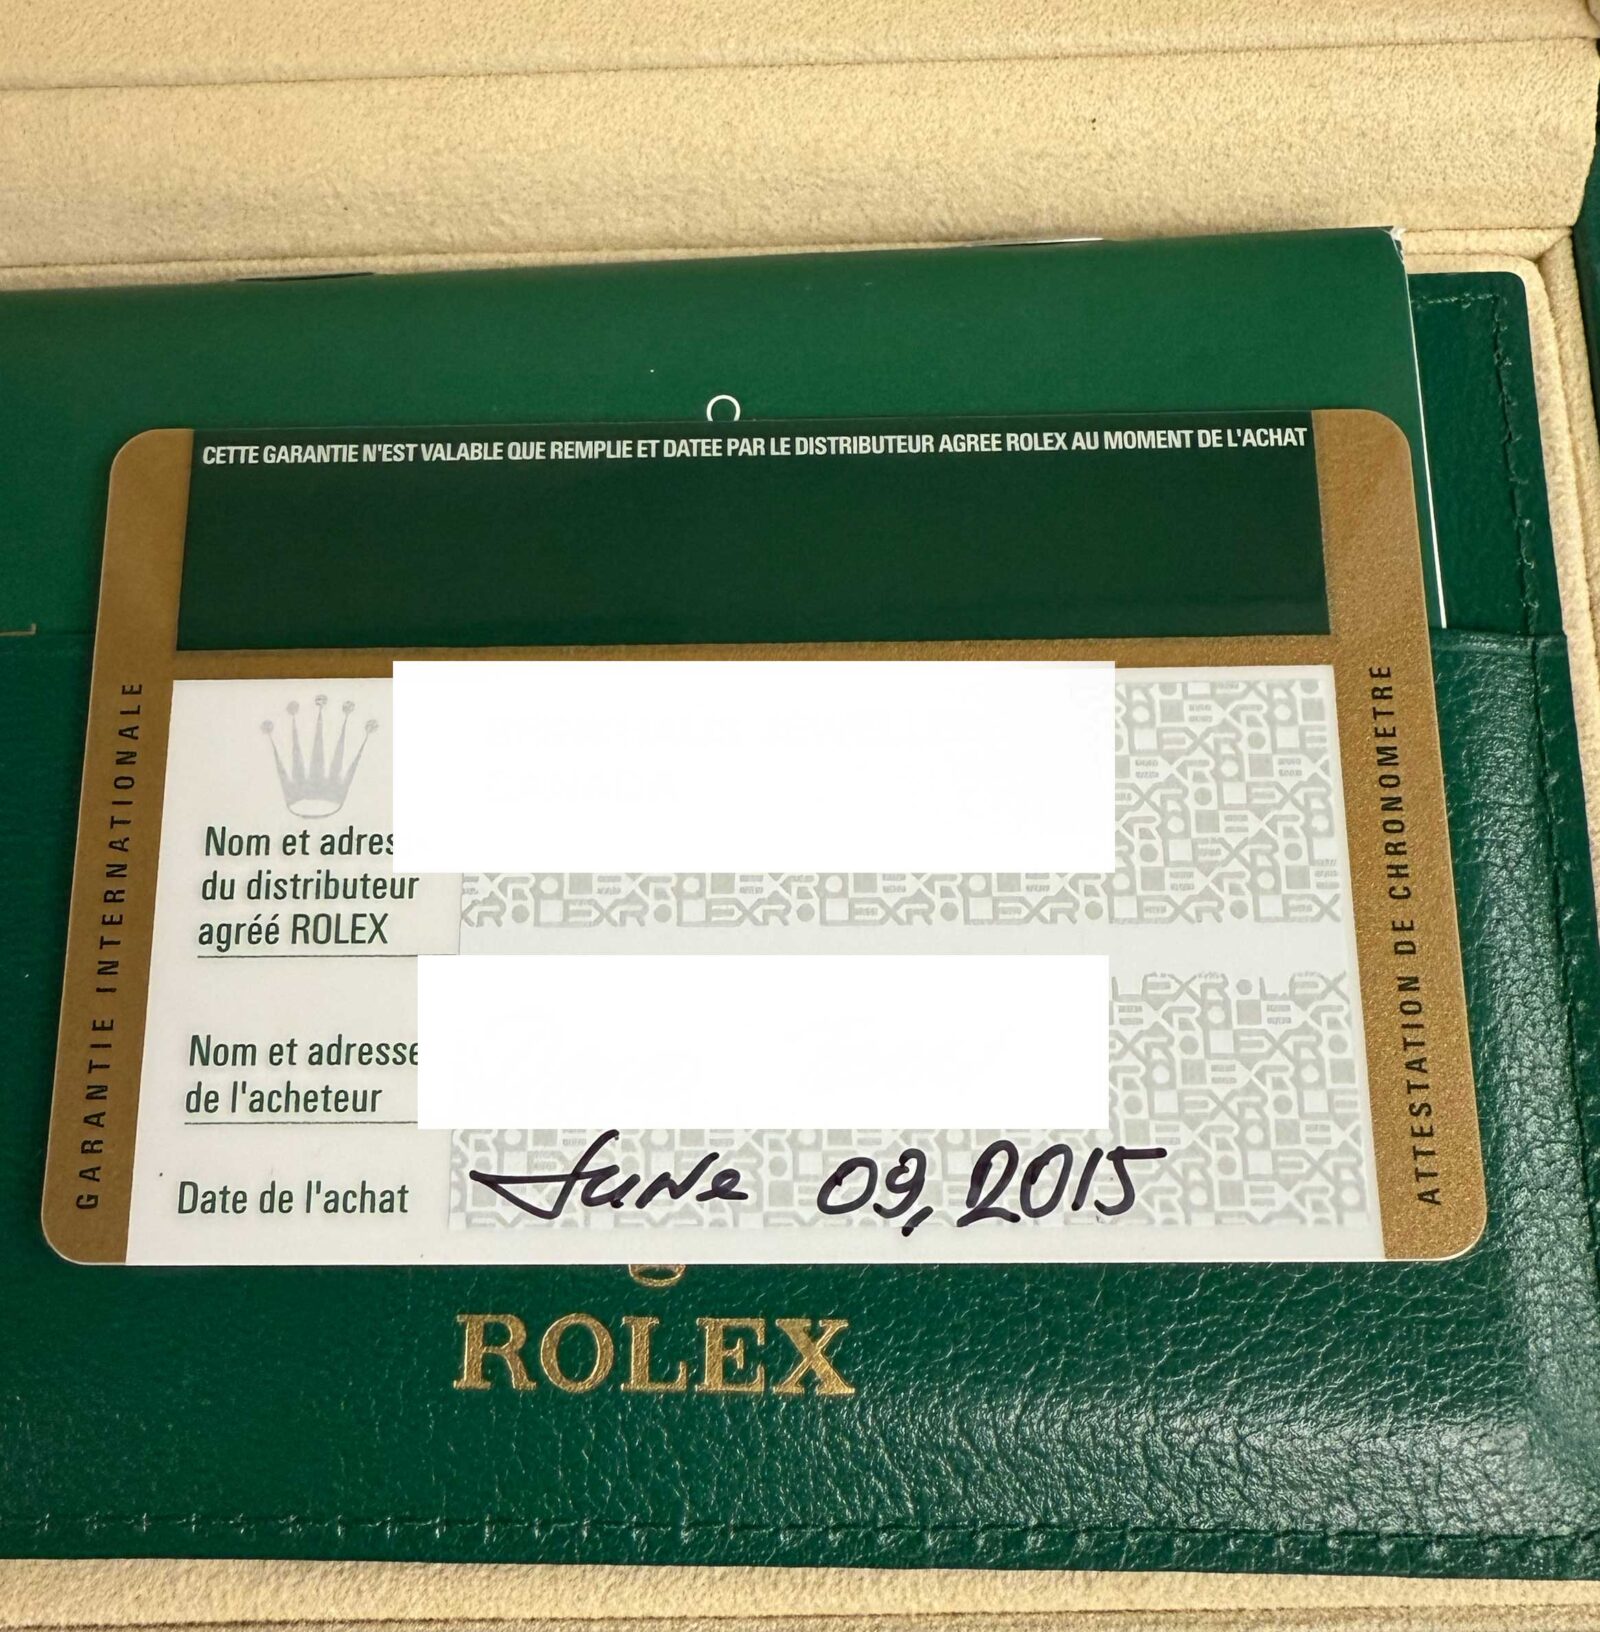 CETTE GARANTIE N'EST VALABLE QUE REMPLIE ET DATEE PAR LE DISTRIBUTEUR AGREE ROLEX AU MOMENT DE L'ACHAT
GARANTIE INTERNATIONALE
Nom et adres
du distributeur
agréé ROLEX
Nom et adresse
de l'acheteur
Date de l'achat June 09, 2015
ATTESTATION DE CHRONOMETRE
ROLEX